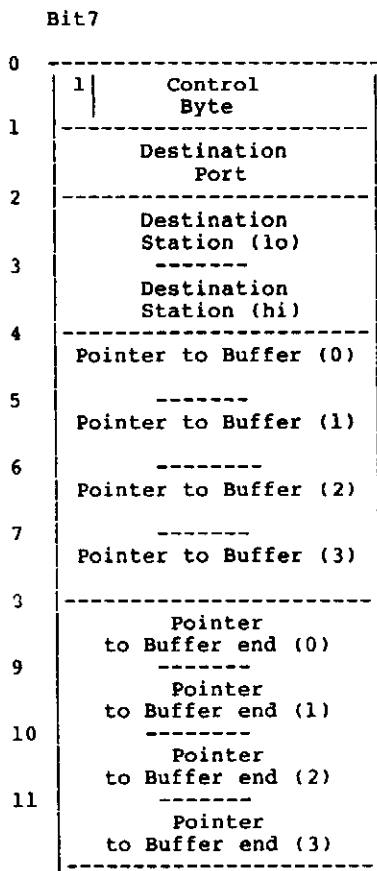 Bit7
0
1 Control
Byte
1
Destination
Port
2
Destination
Station (lo)
3
Destination
Station (hi)
4
Pointer to Buffer (0)
5
Pointer to Buffer (1)
6
Pointer to Buffer (2)
7
Pointer to Buffer (3)
3
Pointer
to Buffer end (0)
9
Pointer
to Buffer end (1)
10
Pointer
to Buffer end (2)
11
Pointer
to Buffer end (3)